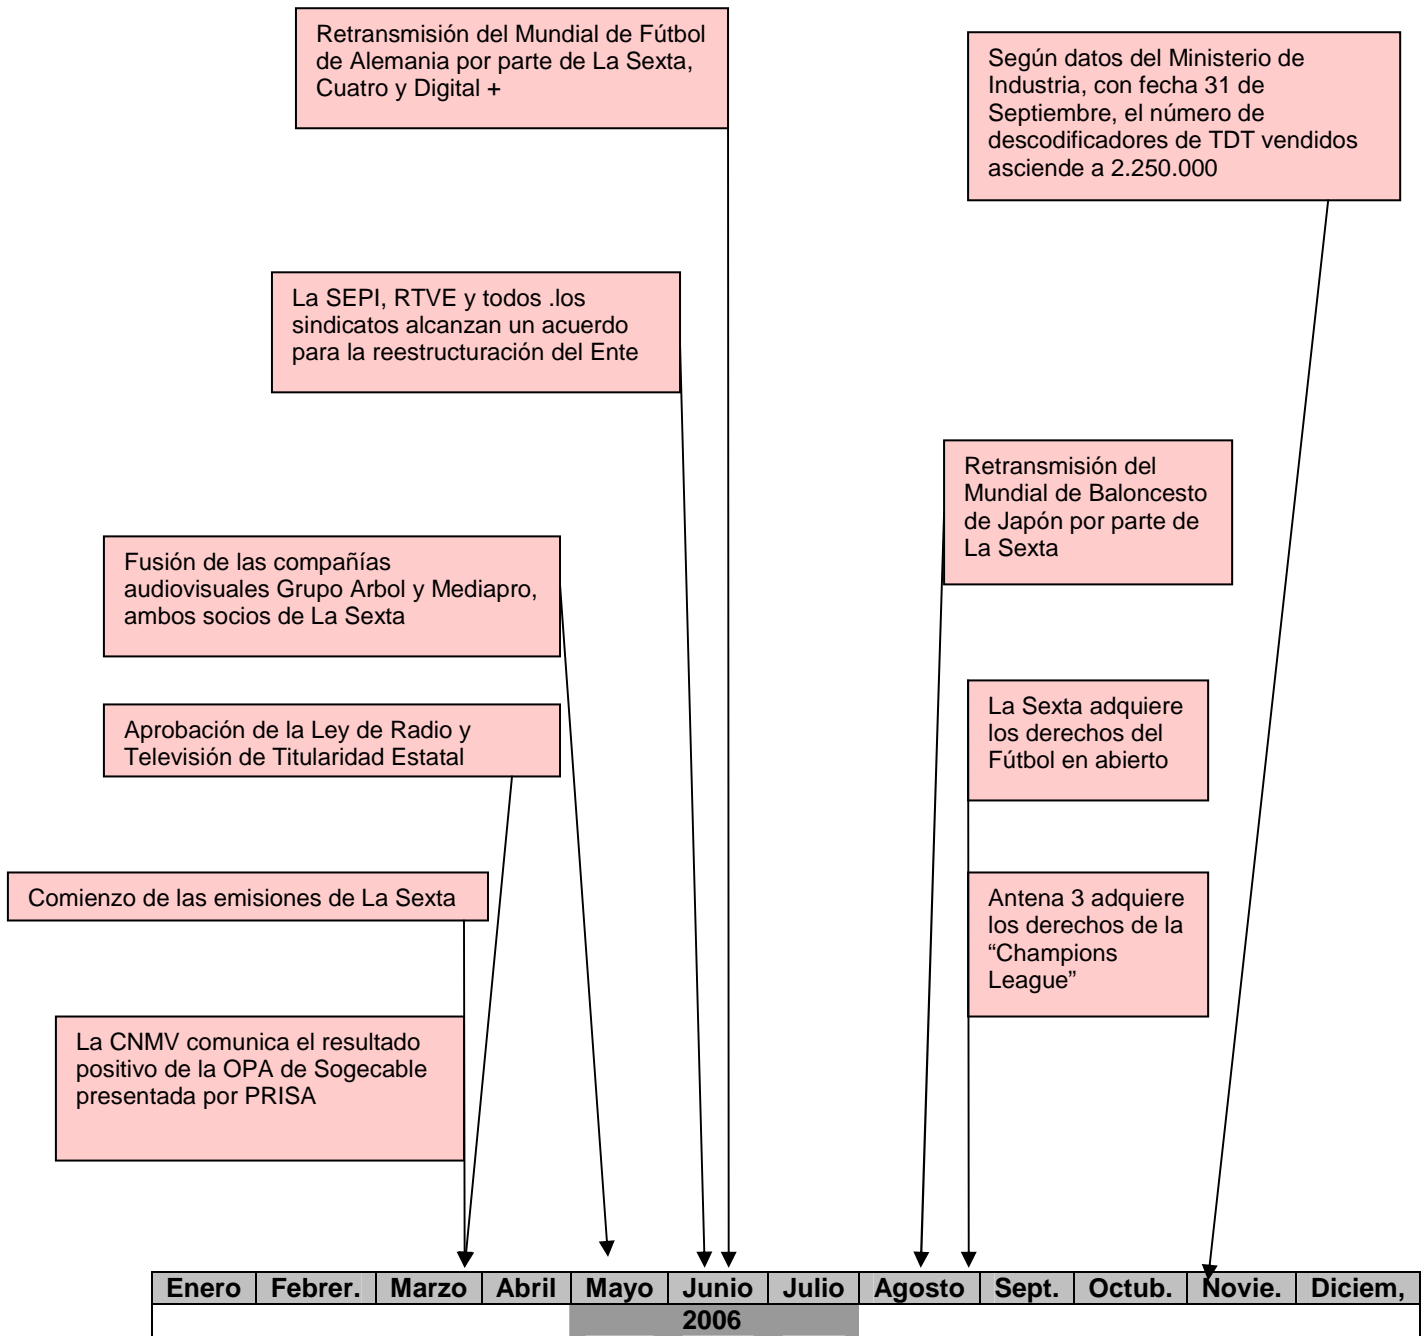 Retransmisión del Mundial de Fútbol
de Alemania por parte de La Sexta,
Cuatro y Digital +
Según datos del Ministerio de
Industria, con fecha 31 de
Septiembre, el número de
descodificadores de TDT vendidos
asciende a 2.250.000
La SEPI, RTVE y todos .los
sindicatos alcanzan un acuerdo
para la reestructuración del Ente
Retransmisión del
Mundial de Baloncesto
de Japón por parte de
La Sexta
Fusión de las compañías
audiovisuales Grupo Arbol y Mediapro,
ambos socios de La Sexta
La Sexta adquiere
los derechos del
Fútbol en abierto
Aprobación de la Ley de Radio y
Televisión de Titularidad Estatal
Comienzo de las emisiones de La Sexta
Antena 3 adquiere
los derechos de la
“Champions
League”
La CNMV comunica el resultado
positivo de la OPA de Sogecable
presentada por PRISA
Enero Febrer. Marzo Abril Mayo Junio Julio Agosto Sept. Octub. Novie. Diciem,
2006